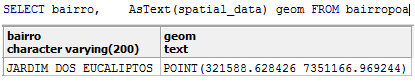 SELECT bairro,    AsText(spatial_data) geom FROM bairropoa
bairro geom
character varying(200) text
JARDIM DOS EUCALIPTOS POINT(321588.628426 7351166.969244)